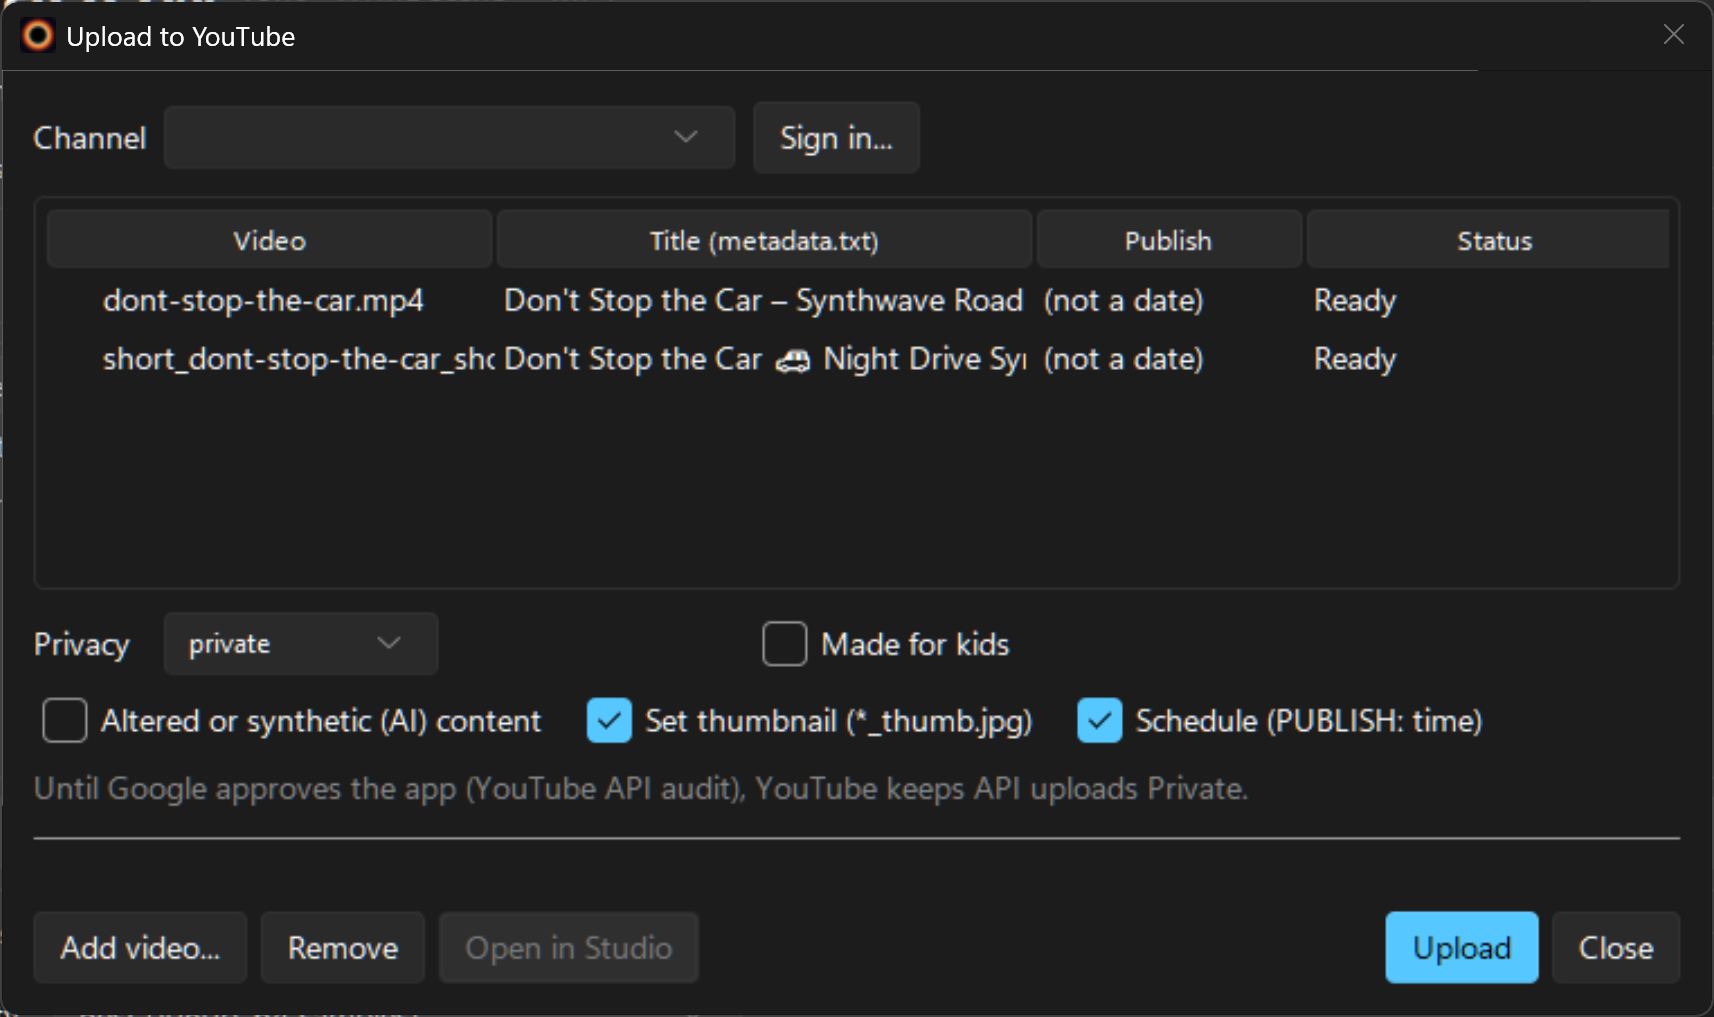 Upload to YouTube
Channel Sign in...
Video Title (metadata.txt) Publish Status
dont-stop-the-car.mp4 Don't Stop the Car – Synthwave Road (not a date) Ready
short_dont-stop-the-car_sho Don't Stop the Car 🚗 Night Drive Syn (not a date) Ready
Privacy private Made for kids
Altered or synthetic (AI) content Set thumbnail (*_thumb.jpg) Schedule (PUBLISH: time)
Until Google approves the app (YouTube API audit), YouTube keeps API uploads Private.
Add video... Remove Open in Studio Upload Close